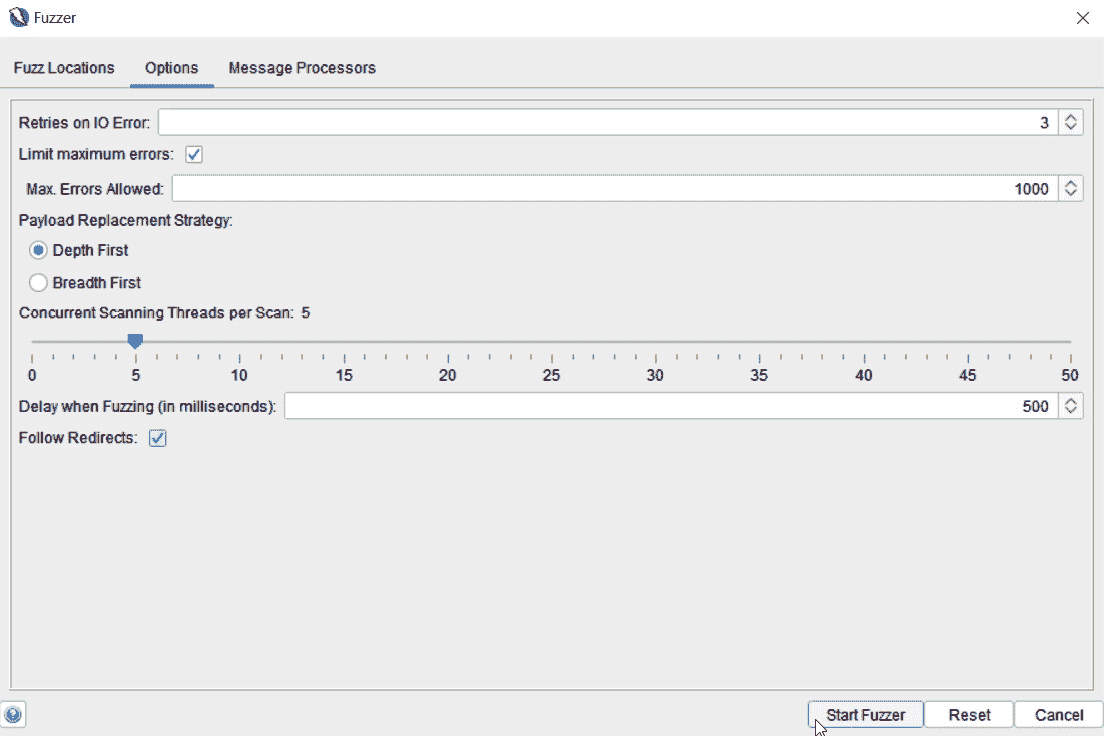 Fuzzer
Fuzz Locations Options Message Processors
Retries on IO Error: 3
Limit maximum errors:
Max. Errors Allowed: 1000
Payload Replacement Strategy:
Depth First
Breadth First
Concurrent Scanning Threads per Scan: 5
0 5 10 15 20 25 30 35 40 45 50
Delay when Fuzzing (in milliseconds): 500
Follow Redirects:
Start Fuzzer Reset Cancel